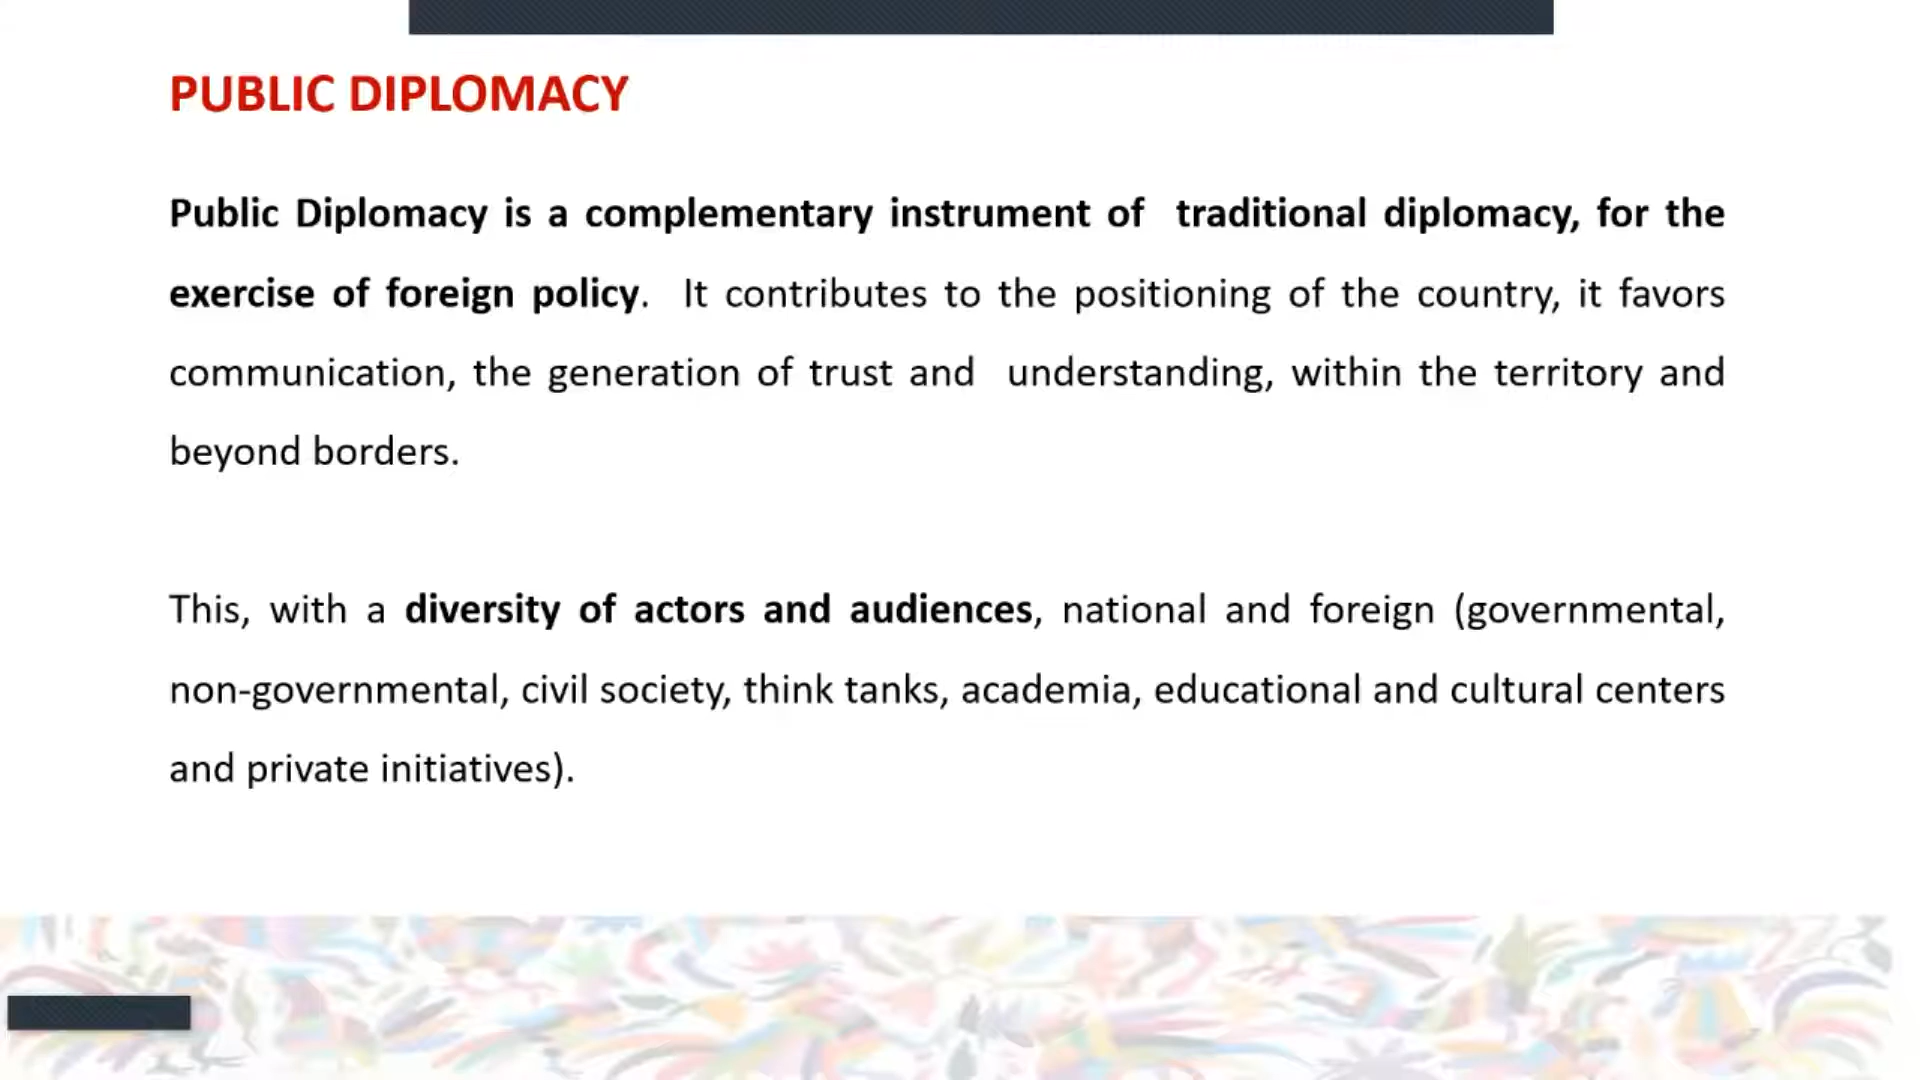 PUBLIC DIPLOMACY
Public Diplomacy is a complementary instrument of traditional diplomacy, for the
exercise of foreign policy. It contributes to the positioning of the country, it favors
communication, the generation of trust and understanding, within the territory and
beyond borders.
This, with a diversity of actors and audiences, national and foreign (governmental,
non-governmental, civil society, think tanks, academia, educational and cultural centers
and private initiatives).